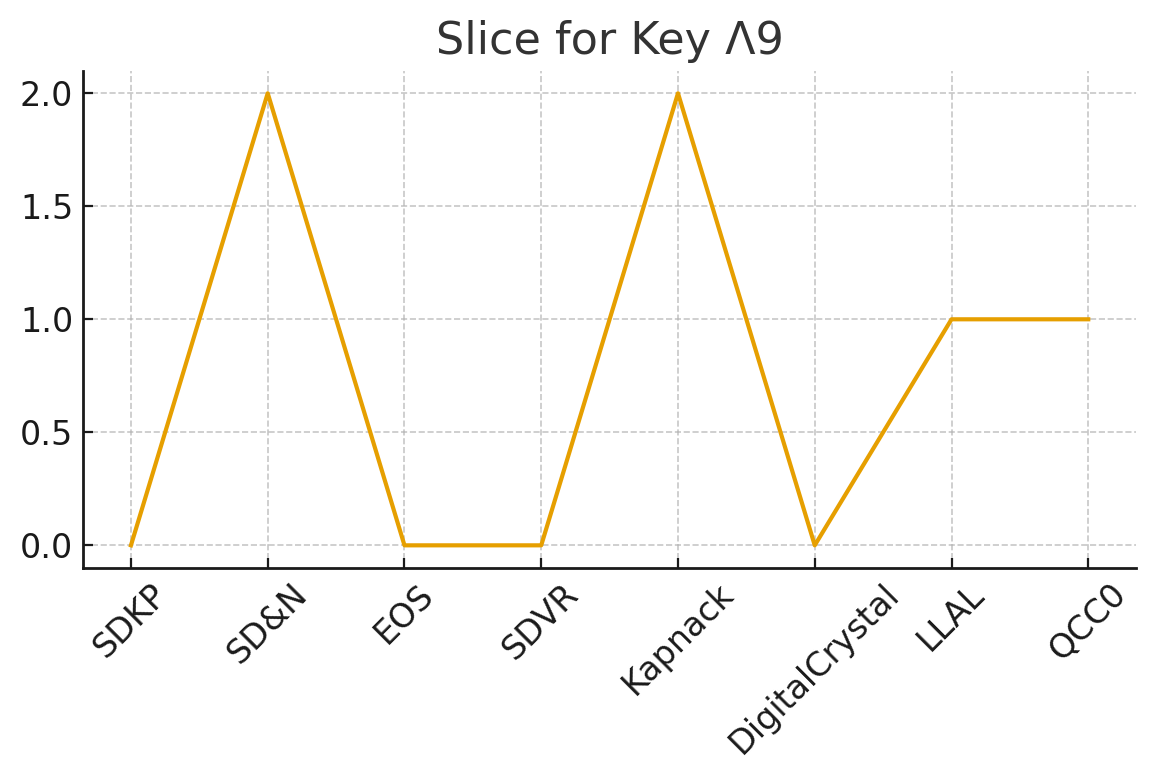 Slice for Key Λ9
2.0
1.5
1.0
0.5
0.0
SDKP
SD&N
EOS
SDVR
Kapnack
DigitalCrystal
LLAL
QCC0